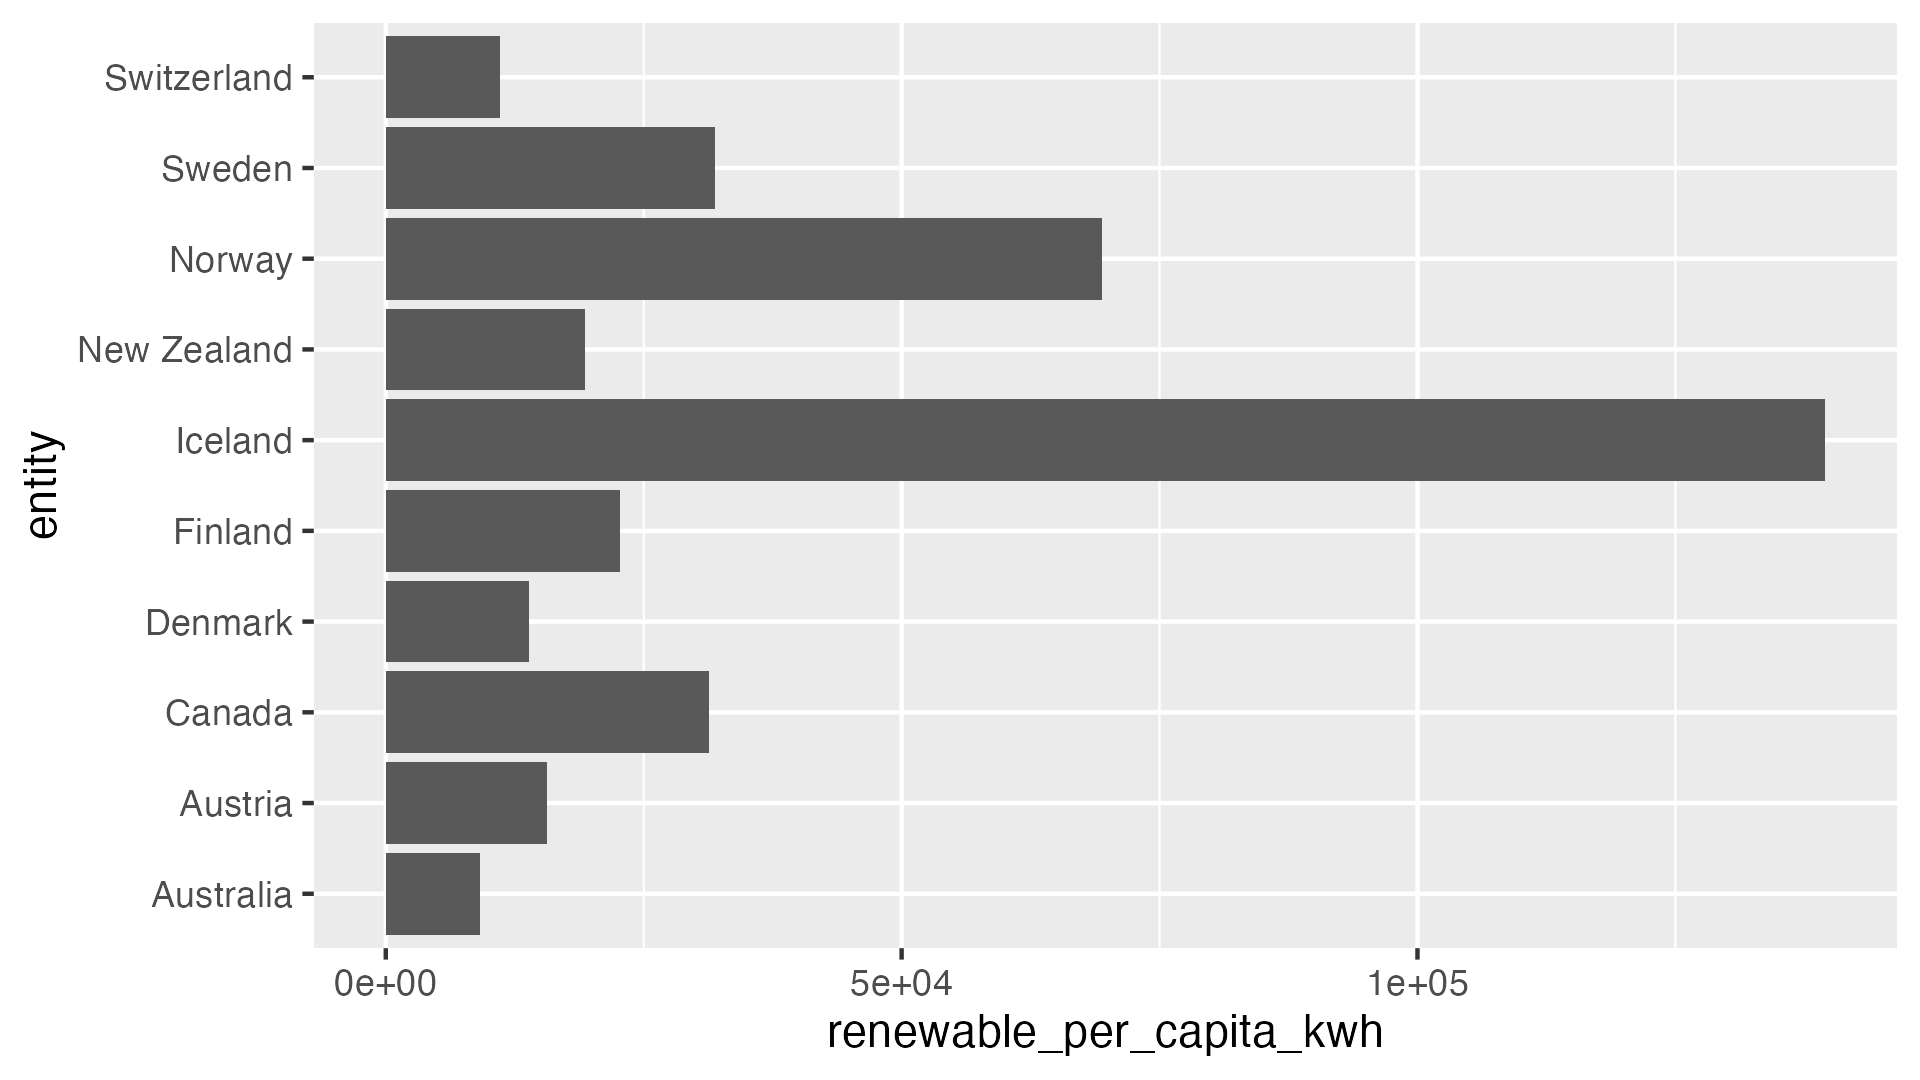 Switzerland
Sweden
Norway
New Zealand
Iceland
Finland
Denmark
Canada
Austria
Australia
entity
0e+00 5e+04 1e+05
renewable_per_capita_kwh